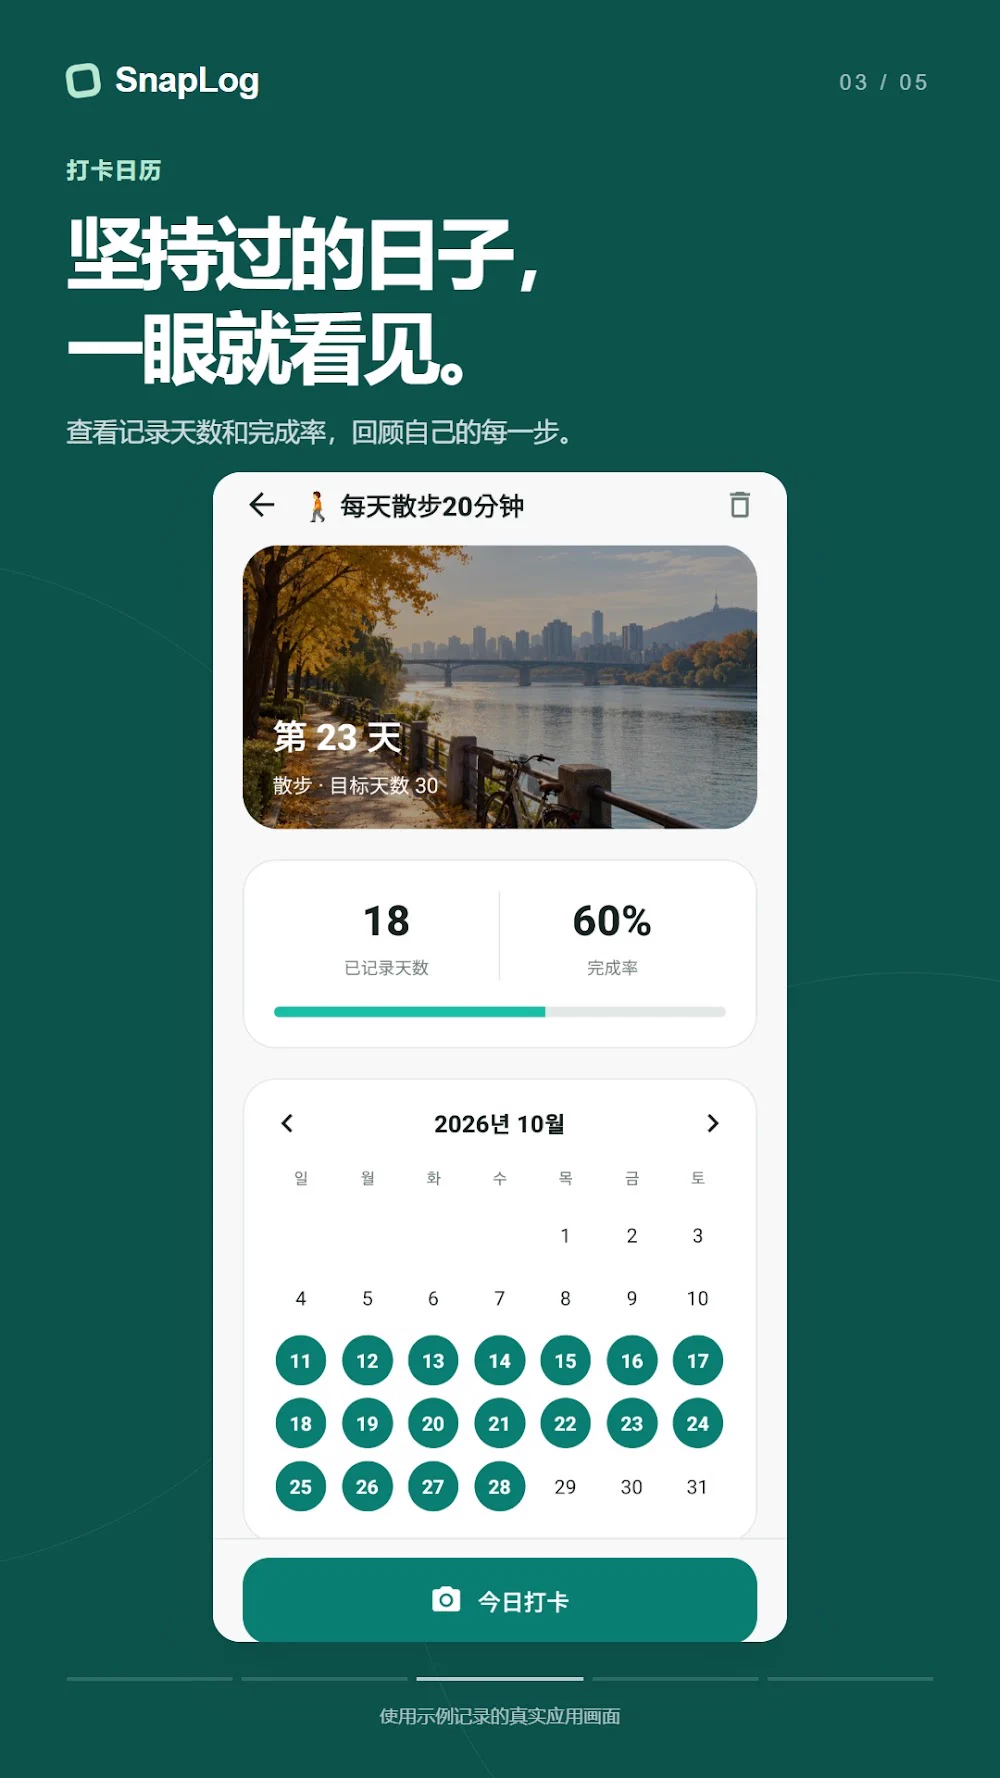 SnapLog
03 / 05
打卡日历
坚持过的日子，
一眼就看见。
查看记录天数和完成率，回顾自己的每一步。
每天散步20分钟
第 23 天
散步 · 目标天数 30
18
60%
已记录天数
完成率
2026년 10월
일 월 화 수 목 금 토
1 2 3
4 5 6 7 8 9 10
11 12 13 14 15 16 17
18 19 20 21 22 23 24
25 26 27 28 29 30 31
今日打卡
使用示例记录的真实应用画面